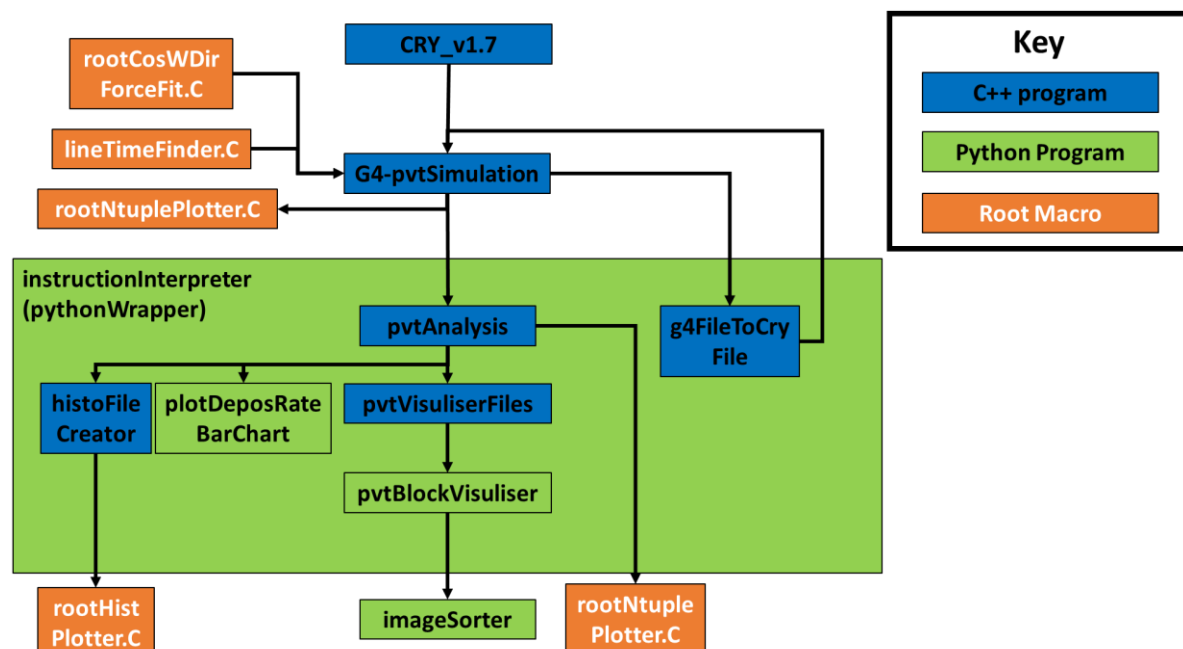 CRY_v1.7
rootCosWDir
ForceFit.C
lineTimeFinder.C
G4-pvtSimulation
rootNtuplePlotter.C
Key
C++ program
Python Program
Root Macro
instructionInterpreter
(pythonWrapper)
pvtAnalysis
g4FileToCry
File
histoFile
Creator
plotDeposRate
BarChart
pvtVisuliserFiles
pvtBlockVisuliser
rootHist
Plotter.C
imageSorter
rootNtuple
Plotter.C